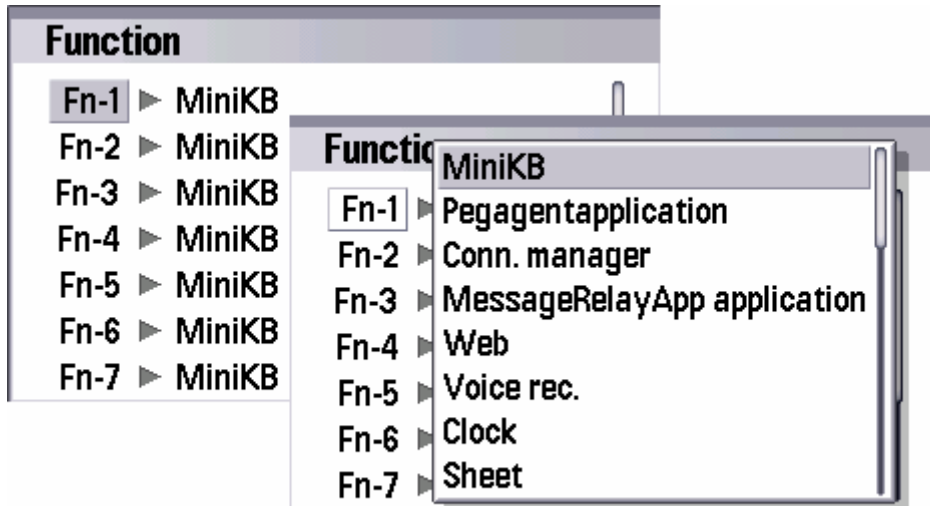 Function
Fn-1 MiniKB
Fn-2 MiniKB
Fn-3 MiniKB
Fn-4 MiniKB
Fn-5 MiniKB
Fn-6 MiniKB
Fn-7 MiniKB
Functio
Fn-1
Fn-2
Fn-3
Fn-4
Fn-5
Fn-6
Fn-7
MiniKB
Pegagentapplication
Conn. manager
MessageRelayApp application
Web
Voice rec.
Clock
Sheet